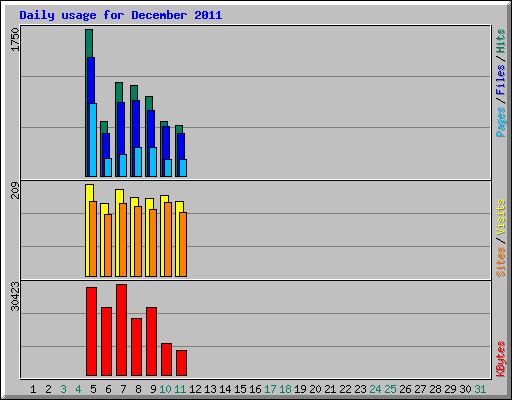 Daily usage for December 2011
1750
Pages / Files / Hits
209
Sites / Visits
30423
KBytes
1 2 3 4 5 6 7 8 9 10 11 12 13 14 15 16 17 18 19 20 21 22 23 24 25 26 27 28 29 30 31